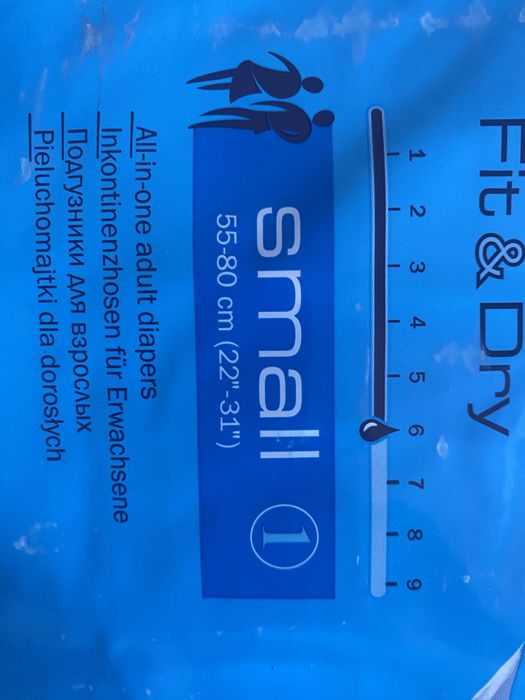 Fit & Dry
1 2 3 4 5 6 7 8 9
small
55-80 cm (22"-31")
1
All-in-one adult diapers
Inkontinenzhosen für Erwachsene
Подгузники для взрослых
Pieluchomajtki dla dorosłych